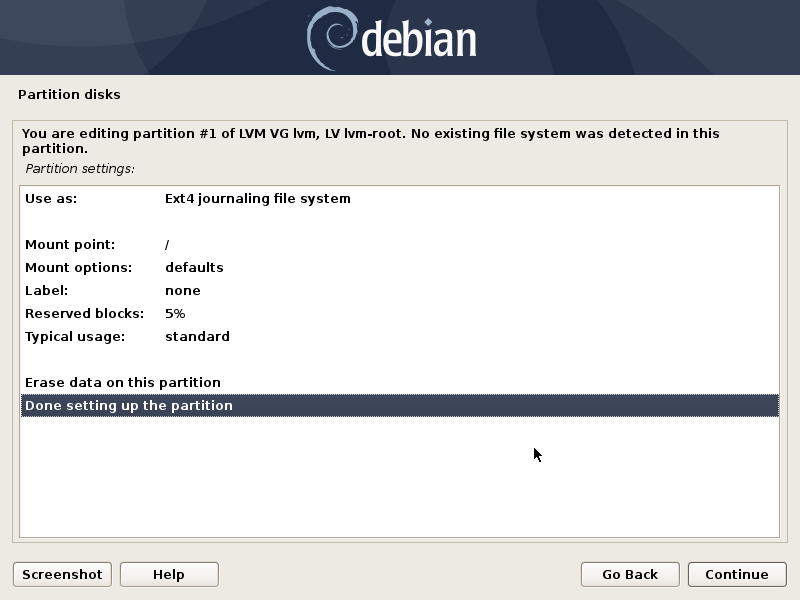 debian
Partition disks
You are editing partition #1 of LVM VG lvm, LV lvm-root. No existing file system was detected in this
partition.
Partition settings:
Use as: Ext4 journaling file system
Mount point: /
Mount options: defaults
Label: none
Reserved blocks: 5%
Typical usage: standard
Erase data on this partition
Done setting up the partition
Screenshot Help Go Back Continue